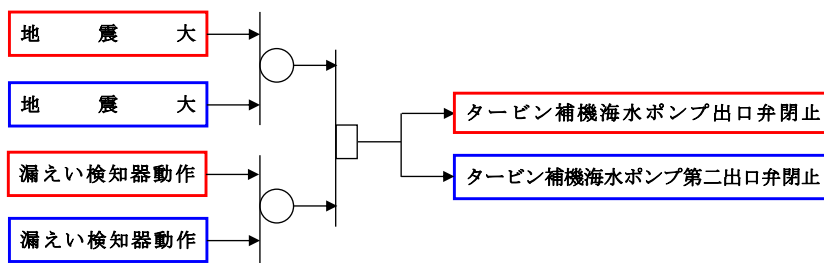 地震大
地震大
漏えい検知器動作
漏えい検知器動作
タービン補機海水ポンプ出口弁閉止
タービン補機海水ポンプ第二出口弁閉止